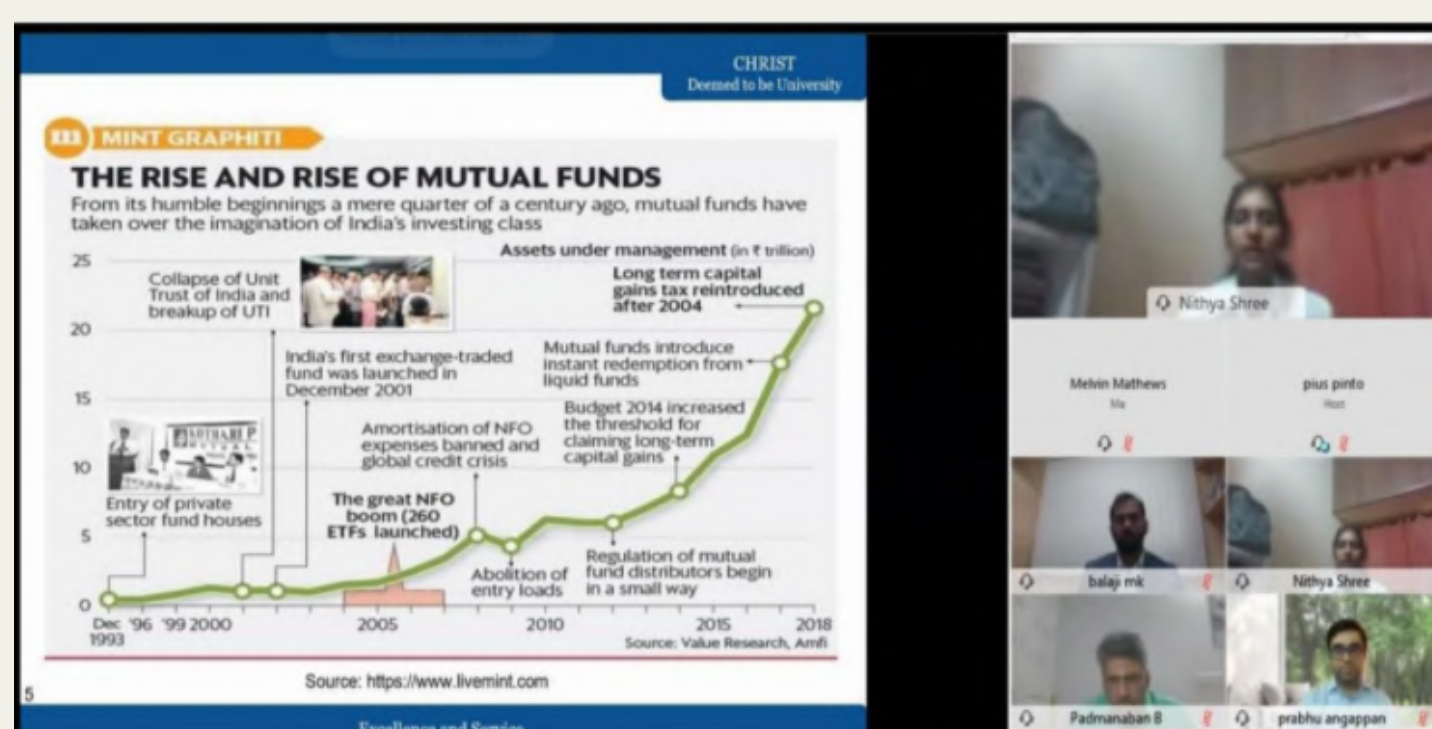 CHRIST
Deemed to be University
m MINT GRAPHITI
THE RISE AND RISE OF MUTUAL FUNDS
From its humble beginnings a mere quarter of a century ago, mutual funds have
taken over the imagination of India's investing class
Assets under management (in ₹ trillion)
25
20
15
10
5
0
Collapse of Unit
Trust of India and
breakup of UTI
Long term capital
gains tax reintroduced
after 2004
India's first exchange-traded
fund was launched in
December 2001
Mutual funds introduce
instant redemption from
liquid funds
Amortisation of NFO
expenses banned and
global credit crisis
Budget 2014 increased
the threshold for
claiming long-term
capital gains
KOTHARI P
Entry of private
sector fund houses
The great NFO
boom (260
ETFs launched)
Abolition of
entry loads
Regulation of mutual
fund distributors begin
in a small way
Dec 1993 '96 '99 2000 2005 2010 2015 2018
Source: Value Research, Amfi
Source: https://www.livemint.com
5
Excellence and Service
Nithya Shree
Melvin Mathews
Me
pius pinto
Host
balaji mk
Nithya Shree
Padmanaban B
prabhu angappan